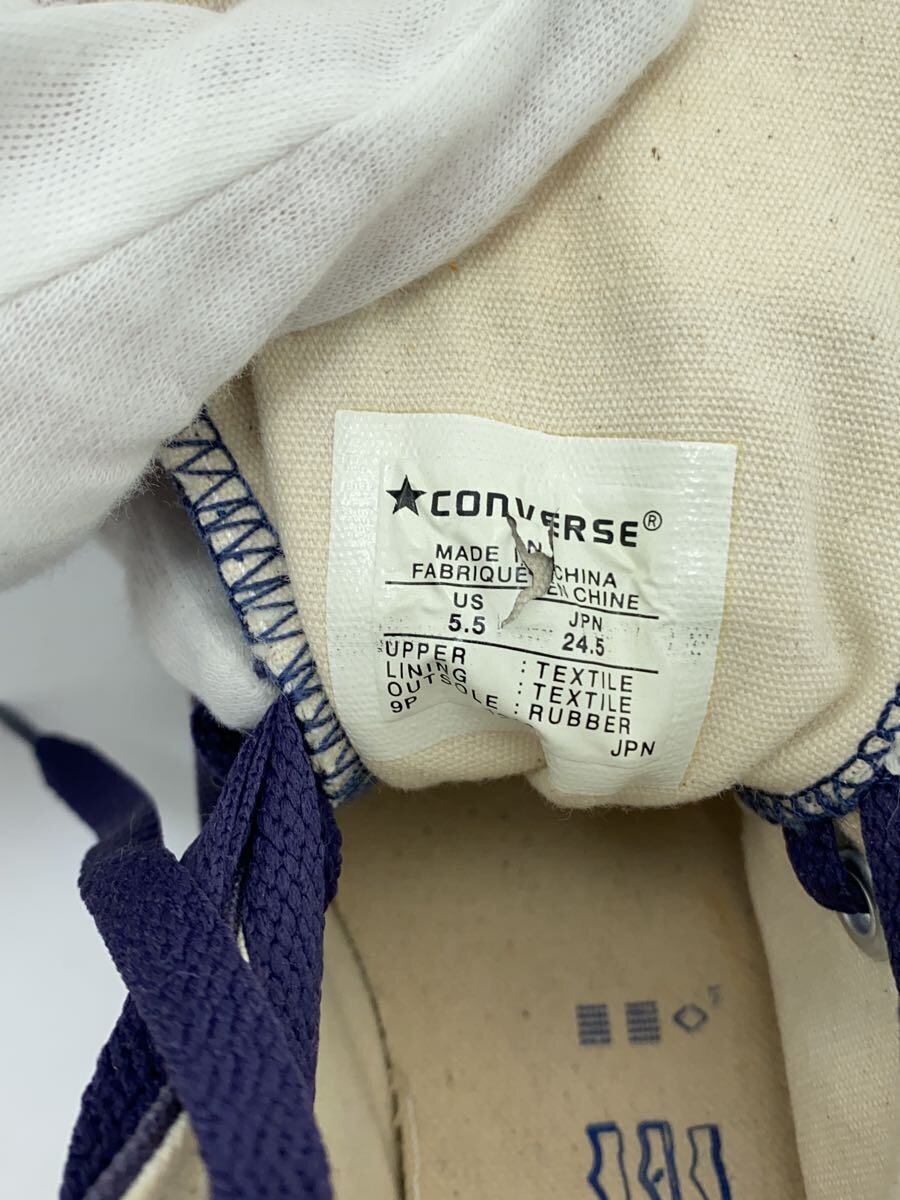 ★CONVERSE®
MADE IN CHINA
FABRIQUE EN CHINE
US JPN
5.5 24.5
UPPER : TEXTILE
LINING : TEXTILE
OUTSOLE : RUBBER
9P
JPN